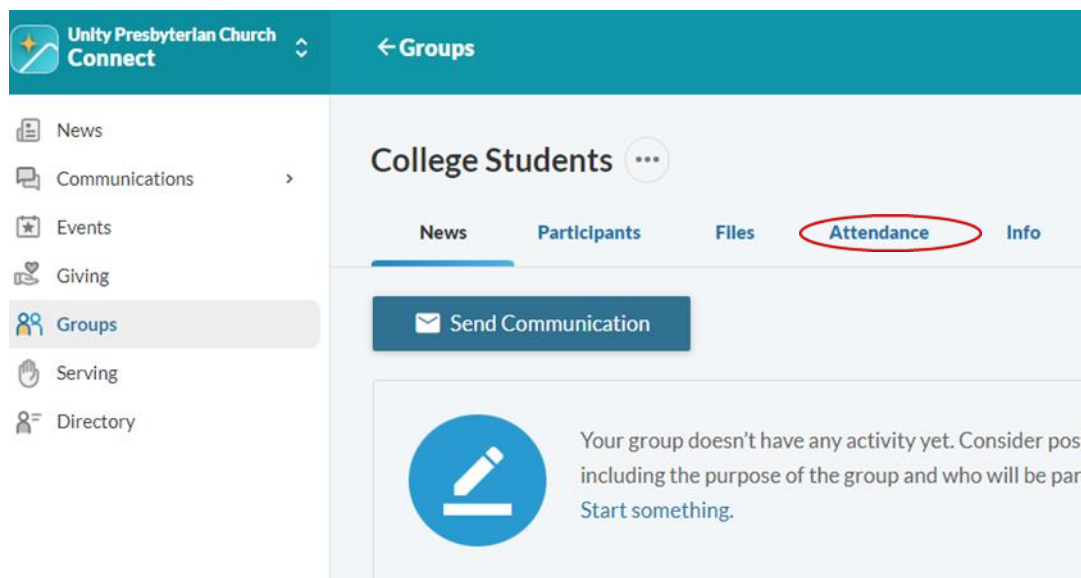 Unity Presbyterian Church
Connect
← Groups
News
Communications
Events
Giving
Groups
Serving
Directory
College Students
News Participants Files Attendance Info
Send Communication
Your group doesn't have any activity yet. Consider pos
including the purpose of the group and who will be par
Start something.